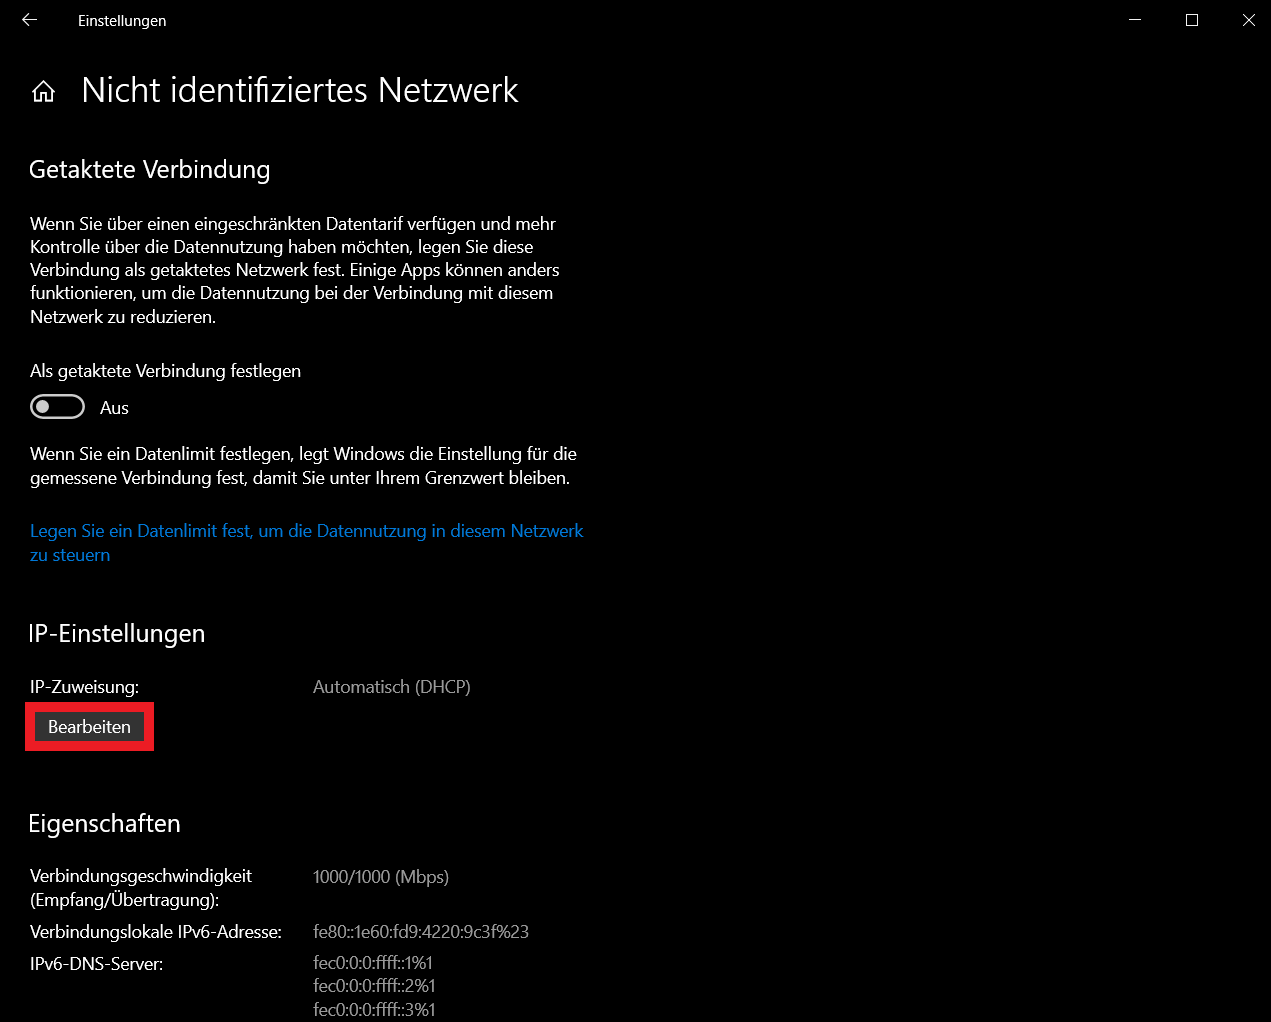 Einstellungen
Nicht identifiziertes Netzwerk
Getaktete Verbindung
Wenn Sie über einen eingeschränkten Datentarif verfügen und mehr
Kontrolle über die Datennutzung haben möchten, legen Sie diese
Verbindung als getaktetes Netzwerk fest. Einige Apps können anders
funktionieren, um die Datennutzung bei der Verbindung mit diesem
Netzwerk zu reduzieren.
Als getaktete Verbindung festlegen
Aus
Wenn Sie ein Datenlimit festlegen, legt Windows die Einstellung für die
gemessene Verbindung fest, damit Sie unter Ihrem Grenzwert bleiben.
Legen Sie ein Datenlimit fest, um die Datennutzung in diesem Netzwerk
zu steuern
IP-Einstellungen
IP-Zuweisung: Automatisch (DHCP)
Bearbeiten
Eigenschaften
Verbindungsgeschwindigkeit 1000/1000 (Mbps)
(Empfang/Übertragung):
Verbindungslokale IPv6-Adresse: fe80::1e60:fd9:4220:9c3f%23
IPv6-DNS-Server: fec0:0:0:ffff::1%1
fec0:0:0:ffff::2%1
fec0:0:0:ffff::3%1